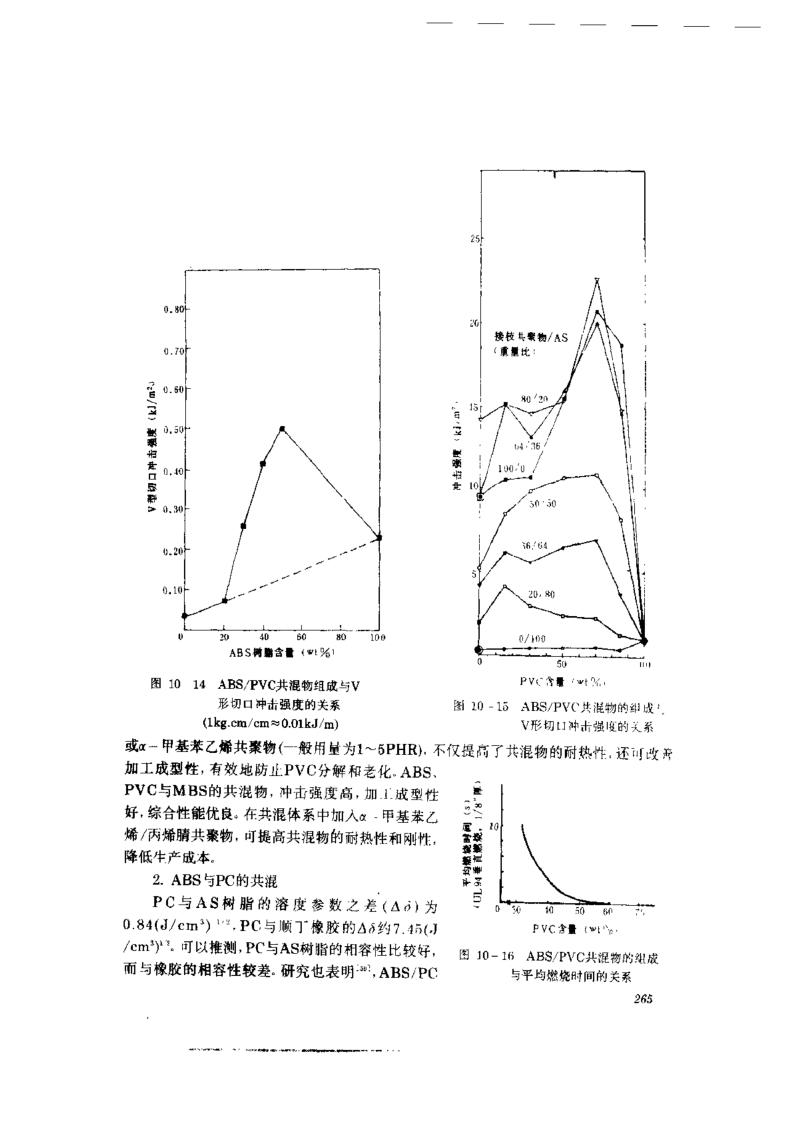 0.80
0.70
0.60
0.50
0.40
0.30
0.20
0.10
V型切口冲击强度（kJ/m²）
0 20 40 60 80 100
ABS树脂含量（wt%）
图 10 14 ABS/PVC共混物组成与V
形切口冲击强度的关系
(1kg.cm/cm≈0.01kJ/m)
25
20
15
10
5
冲击强度（kJ/m²）
接枝共聚物/AS
（重量比）
80/20
64/36
100/0
50/50
36/64
20/80
0/100
0 50 100
PVC含量（wt%）
图 10-15 ABS/PVC共混物的组成与
V形切口冲击强度的关系
或α-甲基苯乙烯共聚物(一般用量为1～5PHR), 不仅提高了共混物的耐热性, 还可改善
加工成型性, 有效地防止PVC分解和老化。ABS、
PVC与MBS的共混物, 冲击强度高, 加工成型性
好, 综合性能优良。在共混体系中加入α-甲基苯乙
烯/丙烯腈共聚物, 可提高共混物的耐热性和刚性,
降低生产成本。
2. ABS与PC的共混
PC与AS树脂的溶度参数之差(Δδ)为
0.84(J/cm³)¹/², PC与顺丁橡胶的Δδ约7.45(J
/cm³)¹/²。可以推测, PC与AS树脂的相容性比较好,
而与橡胶的相容性较差。研究也表明, ABS/PC
平均燃烧时间（s）
（UL94垂直燃烧, 1/8"厚）
10
0 50 60
PVC含量（wt%）
图 10-16 ABS/PVC共混物的组成
与平均燃烧时间的关系
265